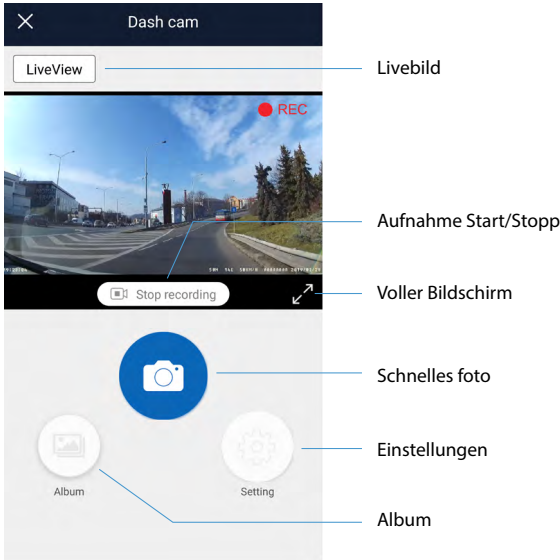 Dash cam
LiveView
Livebild
REC
Aufnahme Start/Stopp
Stop recording
Voller Bildschirm
Schnelles foto
Einstellungen
Album
Setting
Album